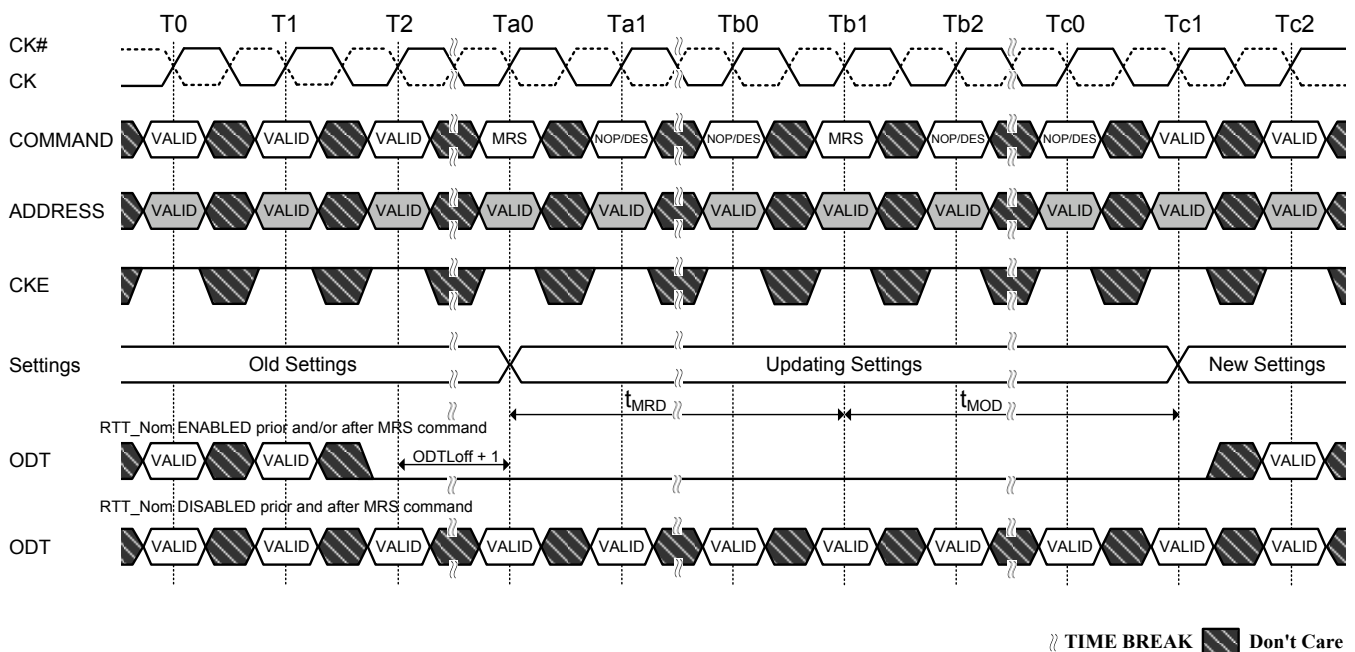 T0 T1 T2 Ta0 Ta1 Tb0 Tb1 Tb2 Tc0 Tc1 Tc2
CK#
CK
COMMAND VALID VALID VALID MRS NOP/DES NOP/DES MRS NOP/DES NOP/DES VALID VALID
ADDRESS VALID VALID VALID VALID VALID VALID VALID VALID VALID VALID VALID
CKE
Settings Old Settings Updating Settings New Settings
tMRD tMOD
RTT_Nom ENABLED prior and/or after MRS command
ODT VALID VALID ODTLoff + 1 VALID
RTT_Nom DISABLED prior and after MRS command
ODT VALID VALID VALID VALID VALID VALID VALID VALID VALID VALID VALID
TIME BREAK Don't Care